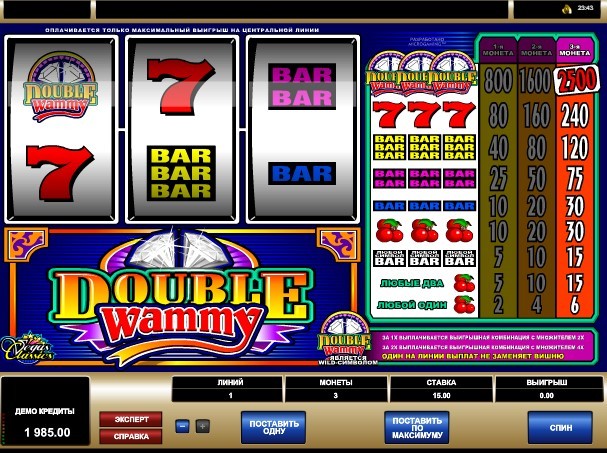 23:43
ОПЛАЧИВАЕТСЯ ТОЛЬКО МАКСИМАЛЬНЫЙ ВЫИГРЫШ НА ЦЕНТРАЛЬНОЙ ЛИНИИ
РАЗРАБОТАНО
MICROGAMING
1-я МОНЕТА 2-я МОНЕТА 3-я МОНЕТА
DOUBLE Wammy
7
BAR
BAR
7
BAR
BAR
BAR
BAR
DOUBLE DOUBLE DOUBLE 800 1600 2500
7 7 7 80 160 240
BAR BAR BAR
BAR BAR BAR 40 80 120
BAR BAR BAR
BAR BAR BAR 25 50 75
BAR BAR BAR
BAR BAR BAR 10 20 30
10 20 30
ЛЮБОЙ СИМВОЛ ЛЮБОЙ СИМВОЛ ЛЮБОЙ СИМВОЛ 5 10 15
BAR BAR BAR
ЛЮБЫЕ ДВА 5 10 15
ЛЮБОЙ ОДИН 2 4 6
DOUBLE
Wammy
DOUBLE
Wammy
ЯВЛЯЕТСЯ
WILD-СИМВОЛОМ
ЗА 1Х ВЫПЛАЧИВАЕТСЯ ВЫИГРЫШНАЯ КОМБИНАЦИЯ С МНОЖИТЕЛЕМ 2X
ЗА 2Х ВЫПЛАЧИВАЕТСЯ ВЫИГРЫШНАЯ КОМБИНАЦИЯ С МНОЖИТЕЛЕМ 4X
ОДИН НА ЛИНИИ ВЫПЛАТ НЕ ЗАМЕНЯЕТ ВИШНЮ
Vegas
Classics
ЛИНИЙ МОНЕТЫ СТАВКА ВЫИГРЫШ
1 3 15.00 0.00
ДЕМО КРЕДИТЫ
1 985.00
ЭКСПЕРТ
СПРАВКА
- +
ПОСТАВИТЬ
ОДНУ
ПОСТАВИТЬ
ПО
МАКСИМУМУ
СПИН